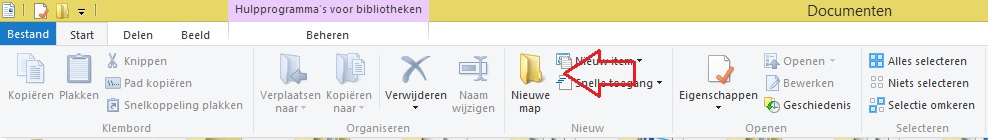 Hulpprogramma's voor bibliotheken
Documenten
Bestand Start Delen Beeld Beheren
Kopiëren
Plakken
Knippen
Pad kopiëren
Snelkoppeling plakken
Klembord
Verplaatsen naar
Kopiëren naar
Verwijderen
Naam wijzigen
Organiseren
Nieuwe map
Nieuw item
Snelle toegang
Nieuw
Eigenschappen
Openen
Bewerken
Geschiedenis
Openen
Alles selecteren
Niets selecteren
Selectie omkeren
Selecteren